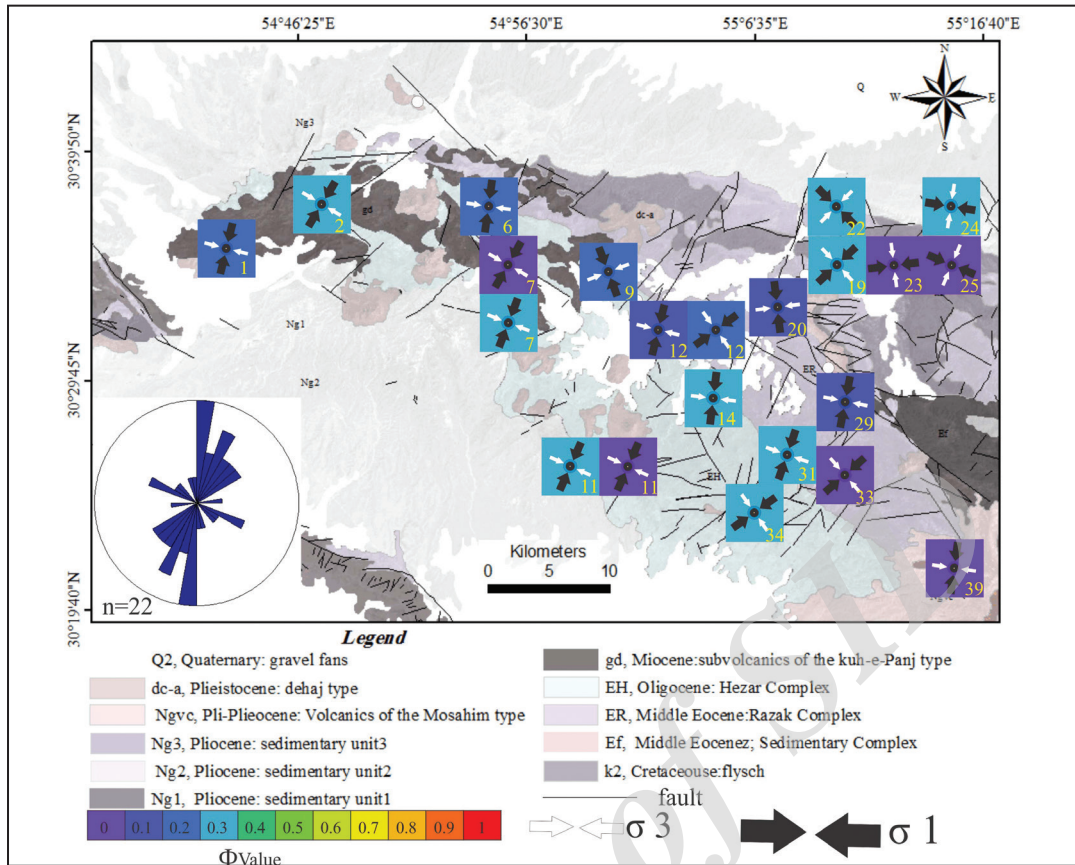 54°46'25"E 54°56'30"E 55°6'35"E 55°16'40"E
30°39'50"N
30°29'45"N
30°19'40"N
N
W E
S
Q
Ng3
gd
dc-a
Ng1
Ng2
ER
Ef
EH
1
2
6
7
7
9
12
12
14
11
11
20
22
24
19
23
25
29
31
33
34
39
n=22
Kilometers
0 5 10
Legend
Q2, Quaternary: gravel fans
dc-a, Plieistocene: dehaj type
Ngvc, Pli-Plieocene: Volcanics of the Mosahim type
Ng3, Pliocene: sedimentary unit3
Ng2, Pliocene: sedimentary unit2
Ng1, Pliocene: sedimentary unit1
gd, Miocene:subvolcanics of the kuh-e-Panj type
EH, Oligocene: Hezar Complex
ER, Middle Eocene:Razak Complex
Ef, Middle Eocenez; Sedimentary Complex
k2, Cretaceouse:flysch
fault
0 0.1 0.2 0.3 0.4 0.5 0.6 0.7 0.8 0.9 1
ΦValue
σ 3
σ 1